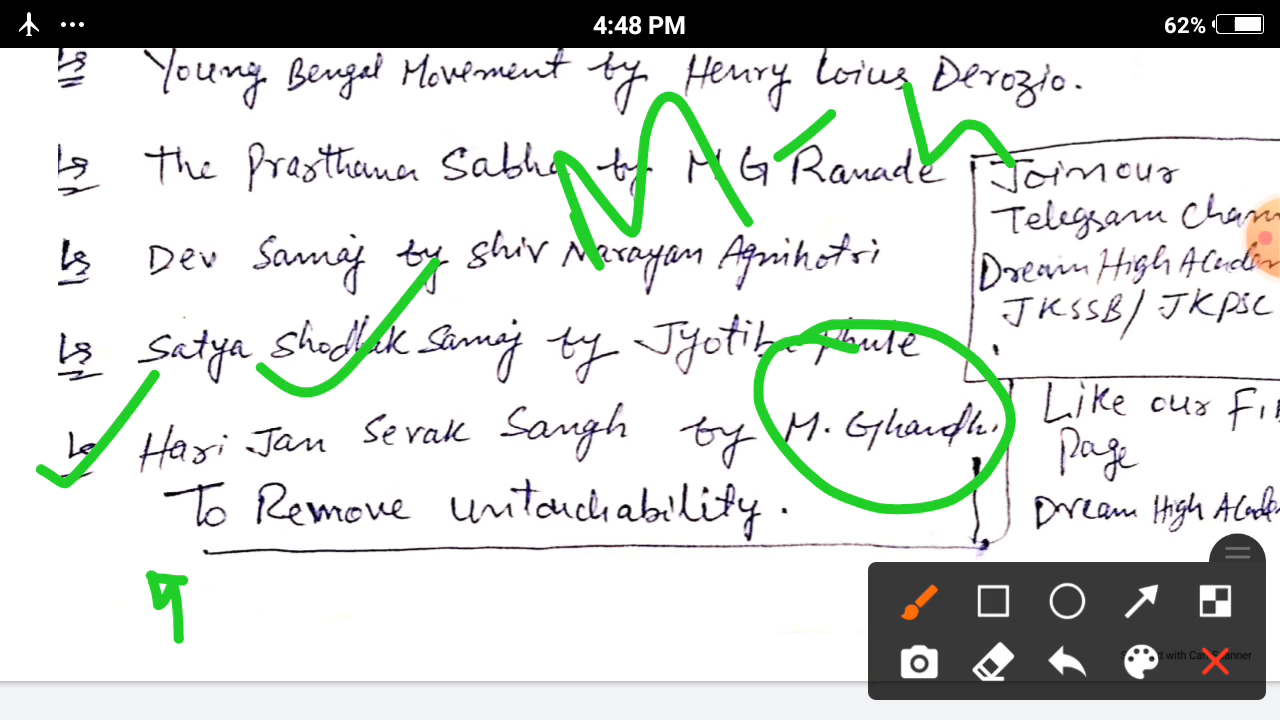 4:48 PM
62%
Young Bengal Movement by Henry Loius Derozio.
The Prarthana Sabha by M G Ranade
Dev Samaj by Shiv Narayan Agnihotri
Satya Shodhak Samaj by Jyotiba Phule
Hari Jan Sevak Sangh by M. Ghandhi
To Remove untouchability.
Join our
Telegram Chan
Dream High Academ
JKSSB/ JKPSC
Like our FB
Page
Dream High Acade